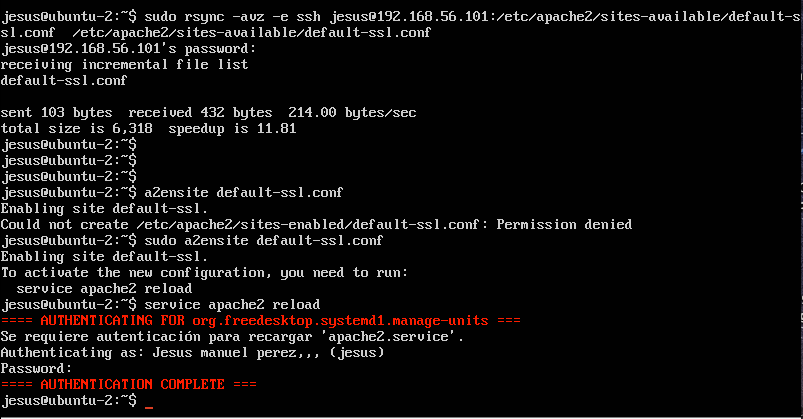 jesus@ubuntu-2:~$ sudo rsync -avz -e ssh jesus@192.168.56.101:/etc/apache2/sites-available/default-s
sl.conf  /etc/apache2/sites-available/default-ssl.conf
jesus@192.168.56.101's password:
receiving incremental file list
default-ssl.conf

sent 103 bytes  received 432 bytes  214.00 bytes/sec
total size is 6,318  speedup is 11.81
jesus@ubuntu-2:~$
jesus@ubuntu-2:~$
jesus@ubuntu-2:~$
jesus@ubuntu-2:~$ a2ensite default-ssl.conf
Enabling site default-ssl.
Could not create /etc/apache2/sites-enabled/default-ssl.conf: Permission denied
jesus@ubuntu-2:~$ sudo a2ensite default-ssl.conf
Enabling site default-ssl.
To activate the new configuration, you need to run:
  service apache2 reload
jesus@ubuntu-2:~$ service apache2 reload
==== AUTHENTICATING FOR org.freedesktop.systemd1.manage-units ===
Se requiere autenticación para recargar 'apache2.service'.
Authenticating as: Jesus manuel perez,,, (jesus)
Password:
==== AUTHENTICATION COMPLETE ===
jesus@ubuntu-2:~$ _